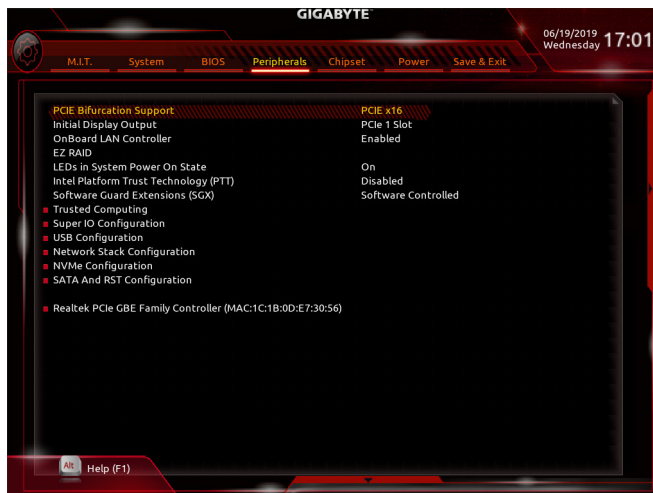 GIGABYTE™
06/19/2019
Wednesday 17:01
M.I.T. System BIOS Peripherals Chipset Power Save & Exit
PCIE Bifurcation Support PCIE x16
Initial Display Output PCIe 1 Slot
OnBoard LAN Controller Enabled
EZ RAID
LEDs in System Power On State On
Intel Platform Trust Technology (PTT) Disabled
Software Guard Extensions (SGX) Software Controlled
Trusted Computing
Super IO Configuration
USB Configuration
Network Stack Configuration
NVMe Configuration
SATA And RST Configuration
Realtek PCIe GBE Family Controller (MAC:1C:1B:0D:E7:30:56)
Alt Help (F1)